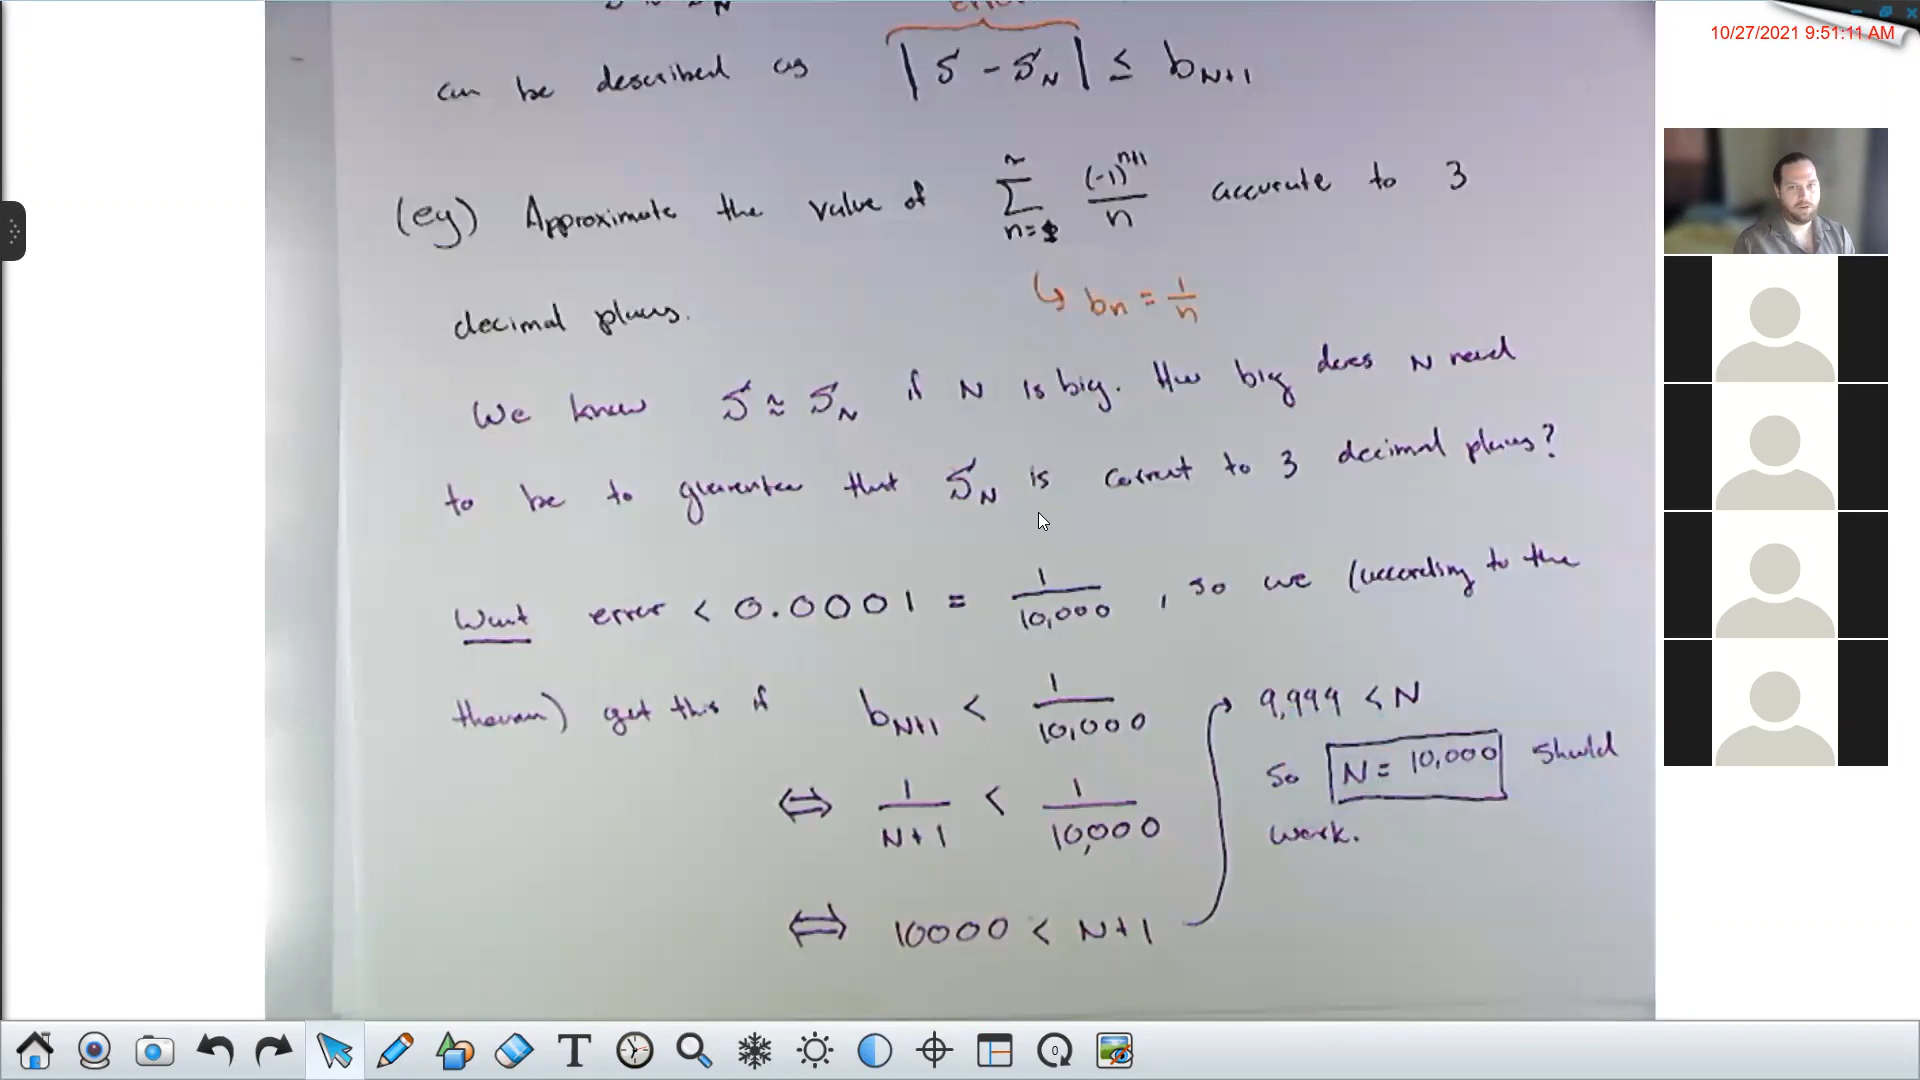 10/27/2021 9:51:11 AM
can be described as |S - S_N| ≤ b_{N+1}
(eg) Approximate the value of ∑_{n=1}^{∞} (-1)^{n+1}/n accurate to 3
decimal places.
↳ b_n = 1/n
We know S ≈ S_N if N is big. How big does N need
to be to guarantee that S_N is correct to 3 decimal places?
Want error < 0.0001 = 1/10,000, so we (according to the
theorem) get this if b_{N+1} < 1/10,000
⟺ 1/(N+1) < 1/10,000
⟺ 10000 < N+1
9,999 < N
So N = 10,000 should
work.
T
0